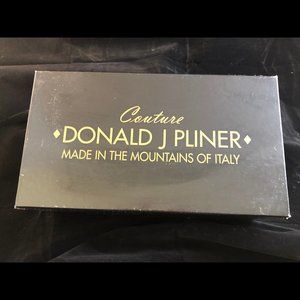 Couture
♦DONALD J PLINER♦
MADE IN THE MOUNTAINS OF ITALY